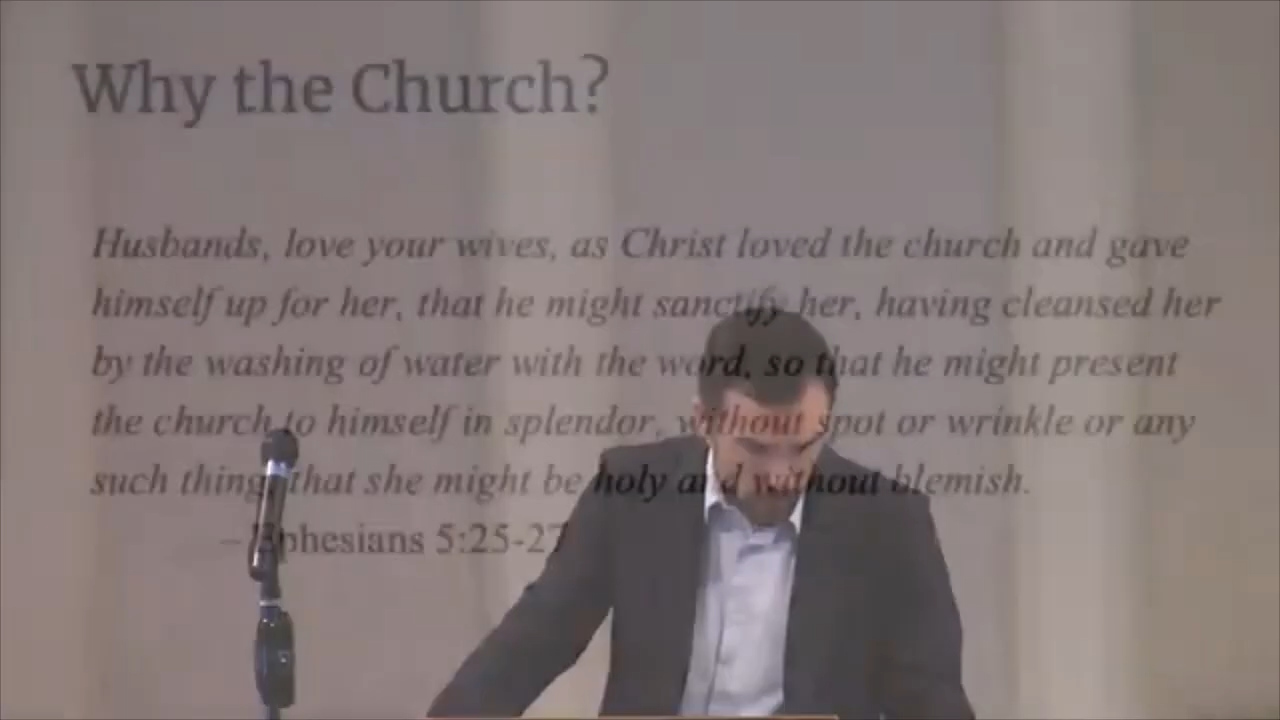 Why the Church?
Husbands, love your wives, as Christ loved the church and gave
himself up for her, that he might sanctify her, having cleansed her
by the washing of water with the word, so that he might present
the church to himself in splendor, without spot or wrinkle or any
such thing, that she might be holy and without blemish.
– Ephesians 5:25-27